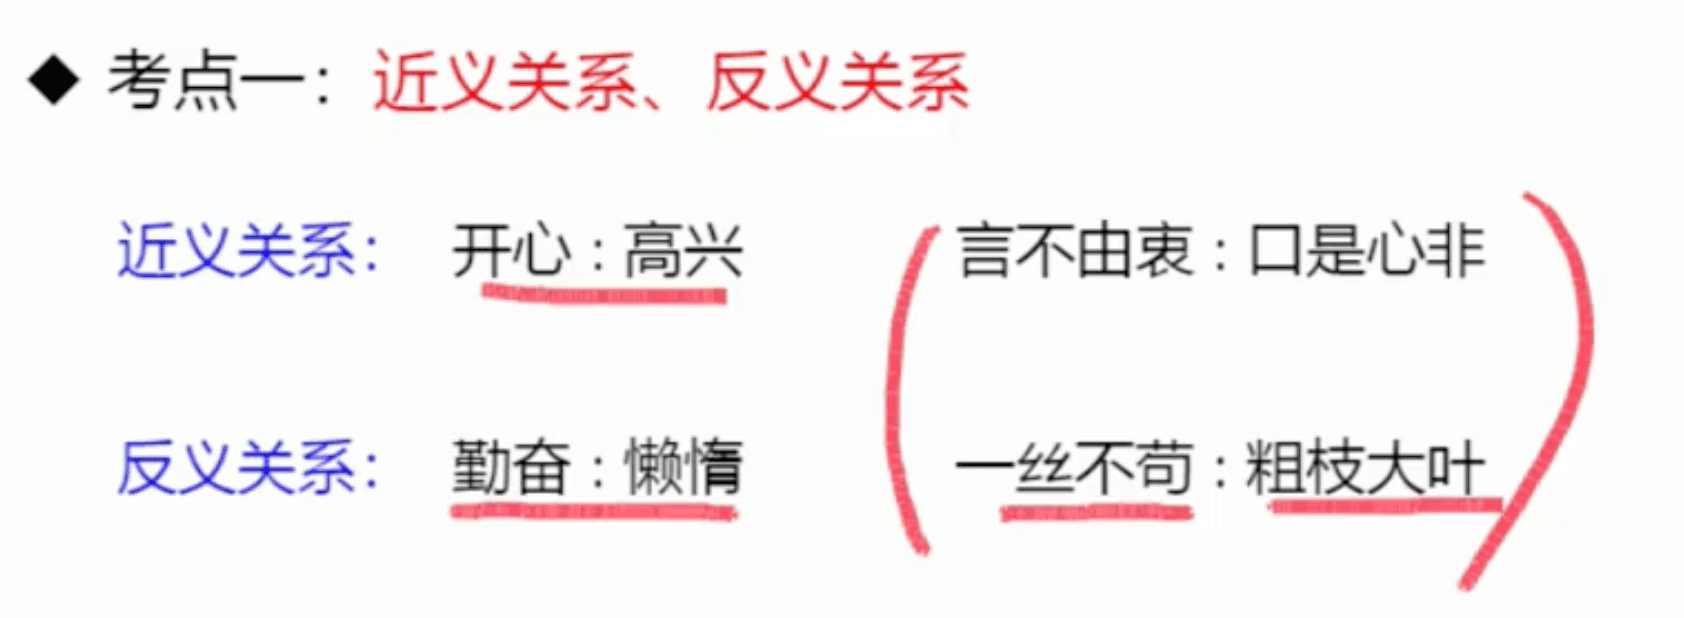 ◆ 考点一：近义关系、反义关系
近义关系： 开心：高兴 言不由衷：口是心非
反义关系： 勤奋：懒惰 一丝不苟：粗枝大叶